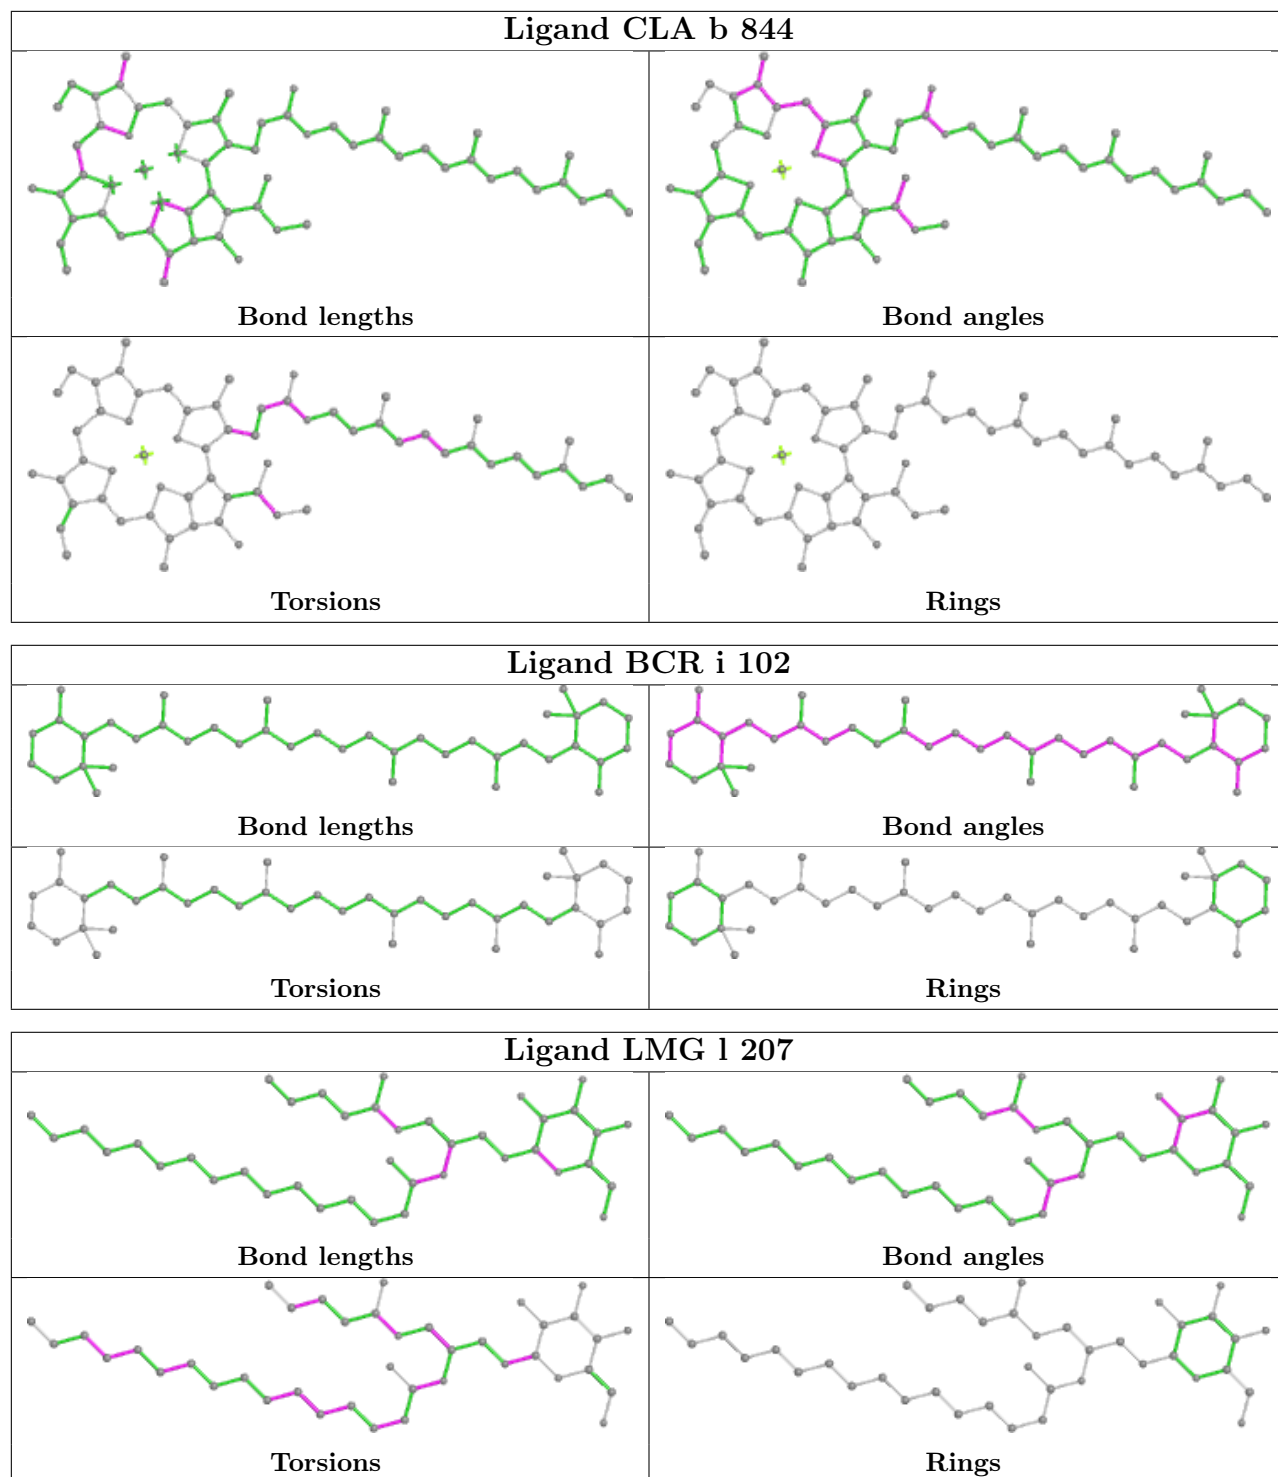 Ligand CLA b 844
Bond lengths
Bond angles
Torsions
Rings
Ligand BCR i 102
Bond lengths
Bond angles
Torsions
Rings
Ligand LMG l 207
Bond lengths
Bond angles
Torsions
Rings